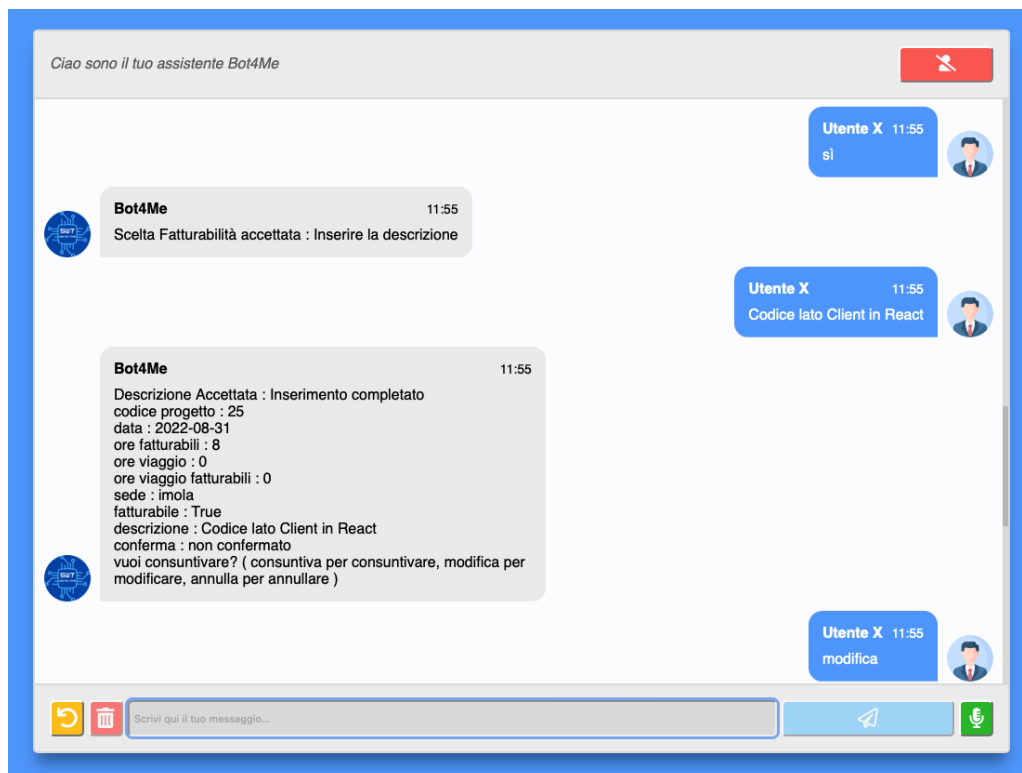 Ciao sono il tuo assistente Bot4Me
Utente X 11:55
sì
Bot4Me 11:55
Scelta Fatturabilità accettata : Inserire la descrizione
Utente X 11:55
Codice lato Client in React
Bot4Me 11:55
Descrizione Accettata : Inserimento completato
codice progetto : 25
data : 2022-08-31
ore fatturabili : 8
ore viaggio : 0
ore viaggio fatturabili : 0
sede : imola
fatturabile : True
descrizione : Codice lato Client in React
conferma : non confermato
vuoi consuntivare? ( consuntiva per consuntivare, modifica per
modificare, annulla per annullare )
Utente X 11:55
modifica
Scrivi qui il tuo messaggio...